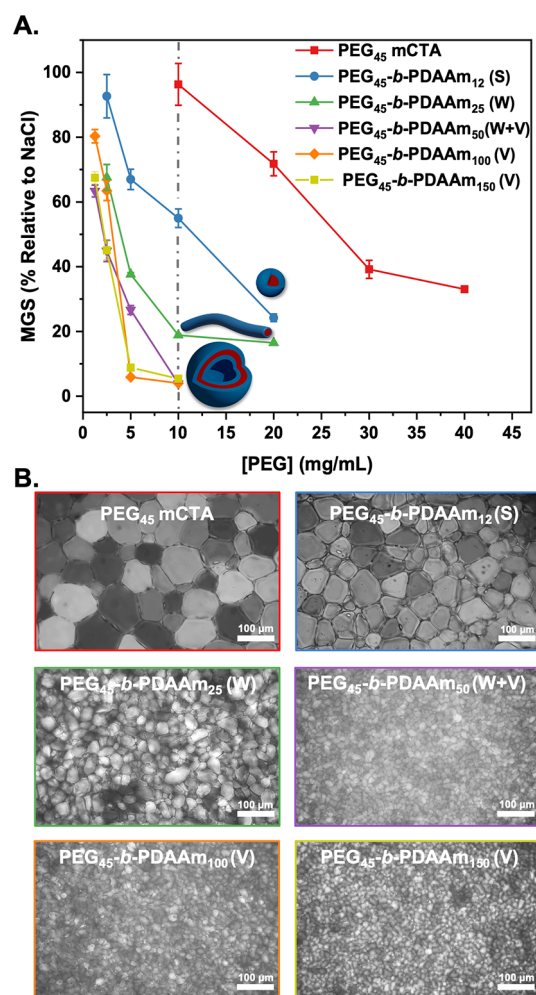 A.
MGS (% Relative to NaCl)
100
80
60
40
20
0
PEG₄₅ mCTA
PEG₄₅-b-PDAAm₁₂ (S)
PEG₄₅-b-PDAAm₂₅ (W)
PEG₄₅-b-PDAAm₅₀(W+V)
PEG₄₅-b-PDAAm₁₀₀ (V)
PEG₄₅-b-PDAAm₁₅₀ (V)
0 5 10 15 20 25 30 35 40 45
[PEG] (mg/mL)
B.
PEG₄₅ mCTA
100 µm
PEG₄₅-b-PDAAm₁₂ (S)
100 µm
PEG₄₅-b-PDAAm₂₅ (W)
100 µm
PEG₄₅-b-PDAAm₅₀ (W+V)
100 µm
PEG₄₅-b-PDAAm₁₀₀ (V)
100 µm
PEG₄₅-b-PDAAm₁₅₀ (V)
100 µm